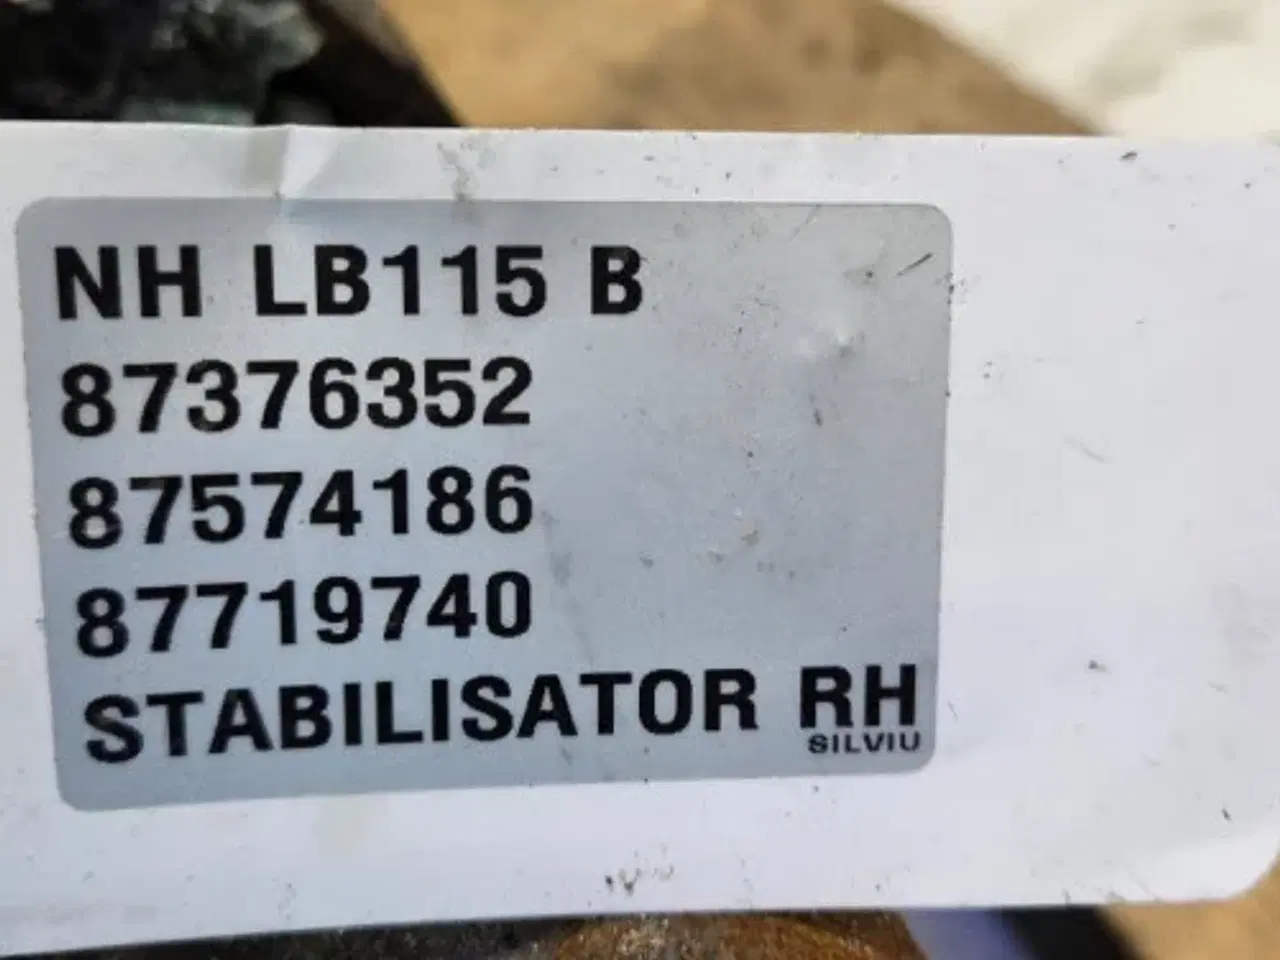 NH LB115 B
87376352
87574186
87719740
STABILISATOR RH
SILVIU